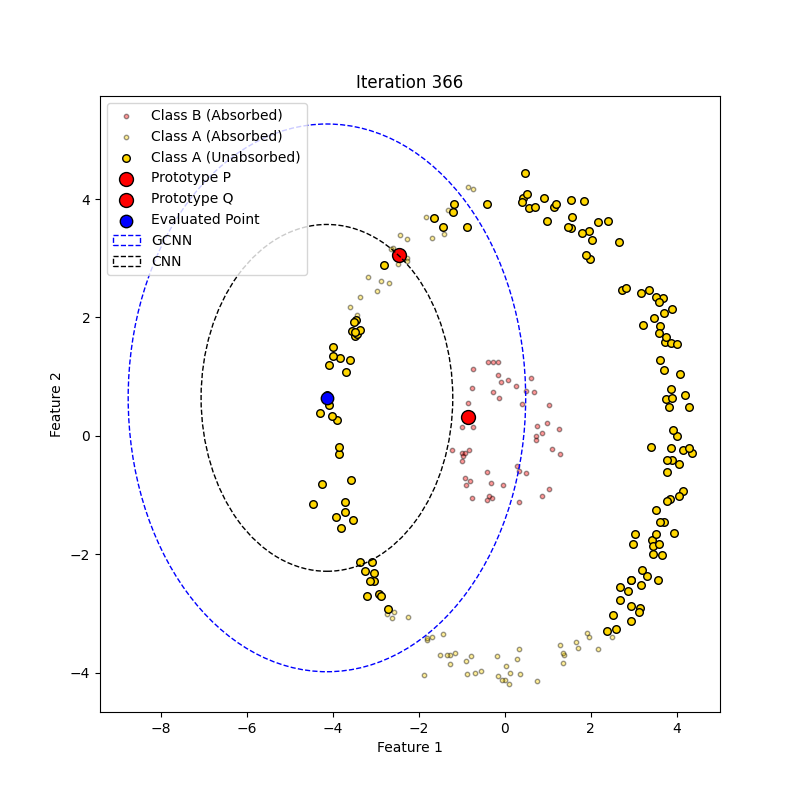 Iteration 366
Class B (Absorbed)
Class A (Absorbed)
Class A (Unabsorbed)
Prototype P
Prototype Q
Evaluated Point
GCNN
CNN
4
2
0
−2
−4
Feature 2
−8
−6
−4
−2
0
2
4
Feature 1